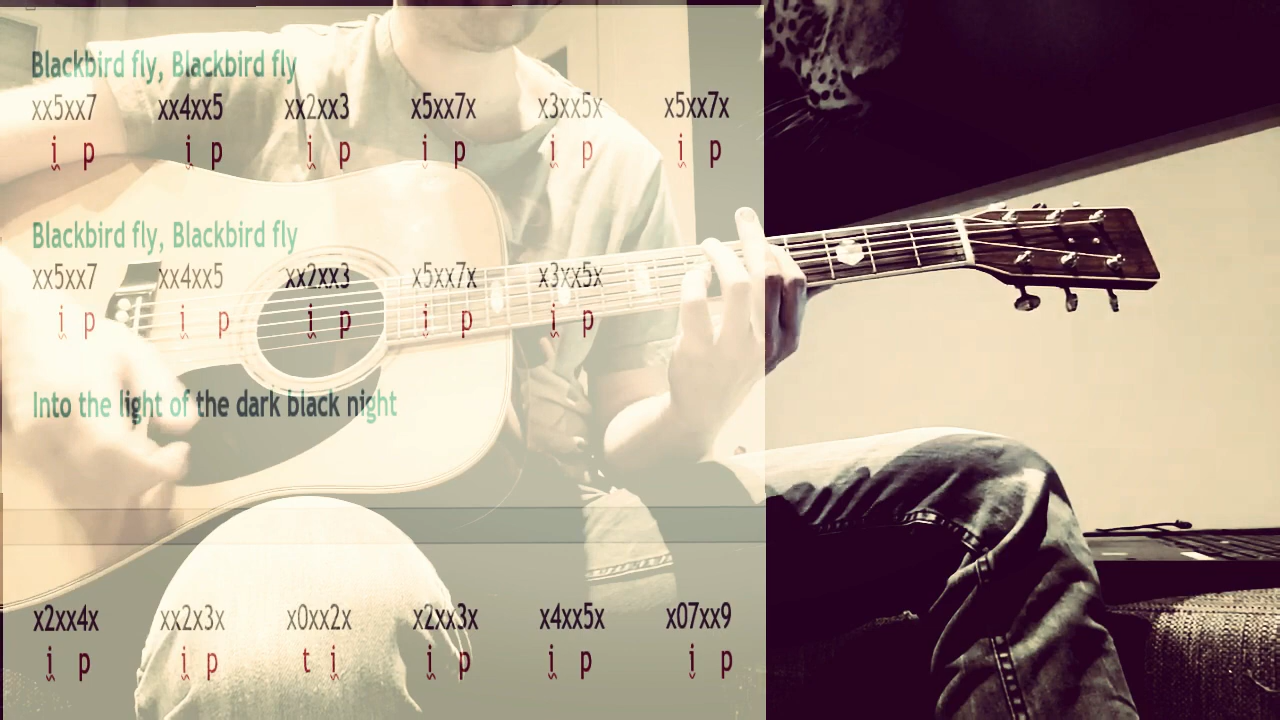 Blackbird fly, Blackbird fly
xx5xx7 xx4xx5 xx2xx3 x5xx7x x3xx5x x5xx7x
i p i p i p i p i p i p
Blackbird fly, Blackbird fly
xx5xx7 xx4xx5 xx2xx3 x5xx7x x3xx5x
i p i p i p i p i p
Into the light of the dark black night
x2xx4x xx2x3x x0xx2x x2xx3x x4xx5x x07xx9
i p i p t i i p i p i p